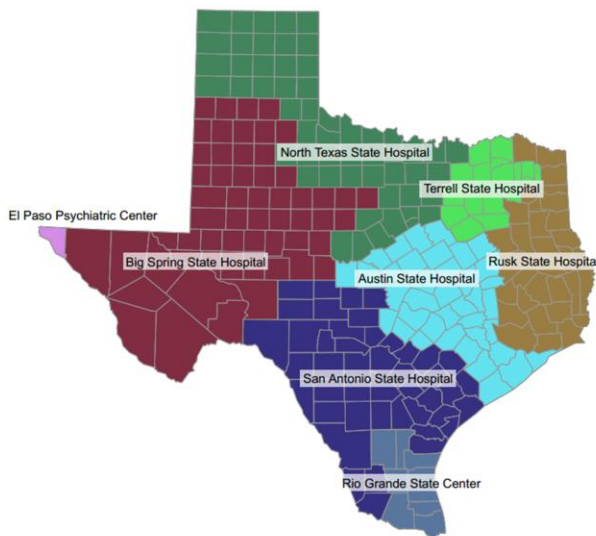 North Texas State Hospital
Terrell State Hospital
El Paso Psychiatric Center
Big Spring State Hospital
Rusk State Hospita
Austin State Hospital
San Antonio State Hospital
Rio Grande State Center